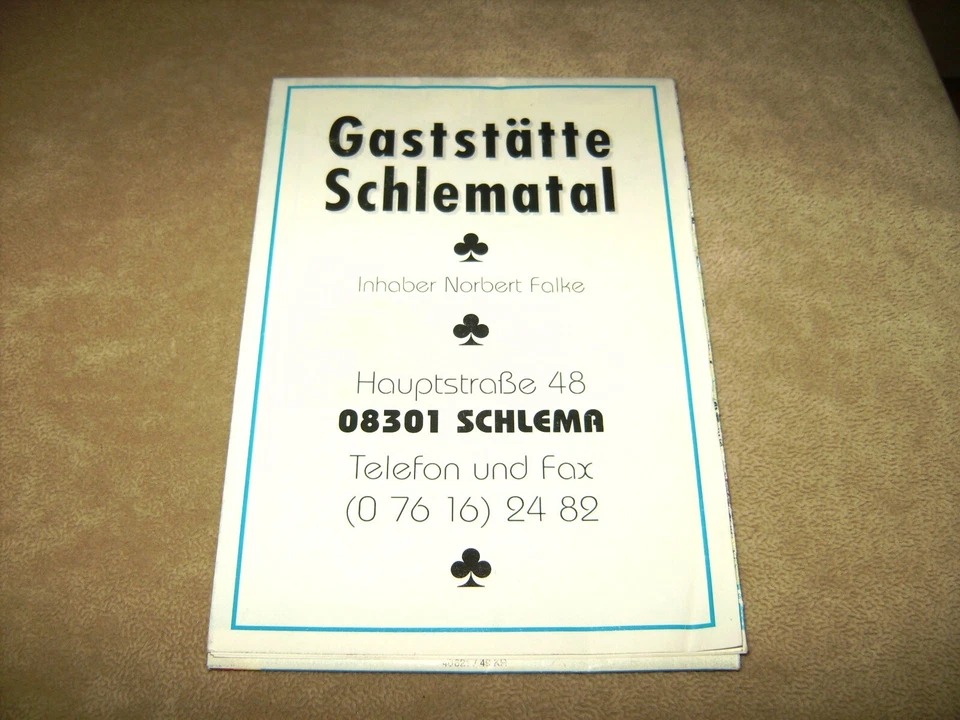 Gaststätte
Schlematal
Inhaber Norbert Falke
Hauptstraße 48
08301 SCHLEMA
Telefon und Fax
(0 76 16) 24 82